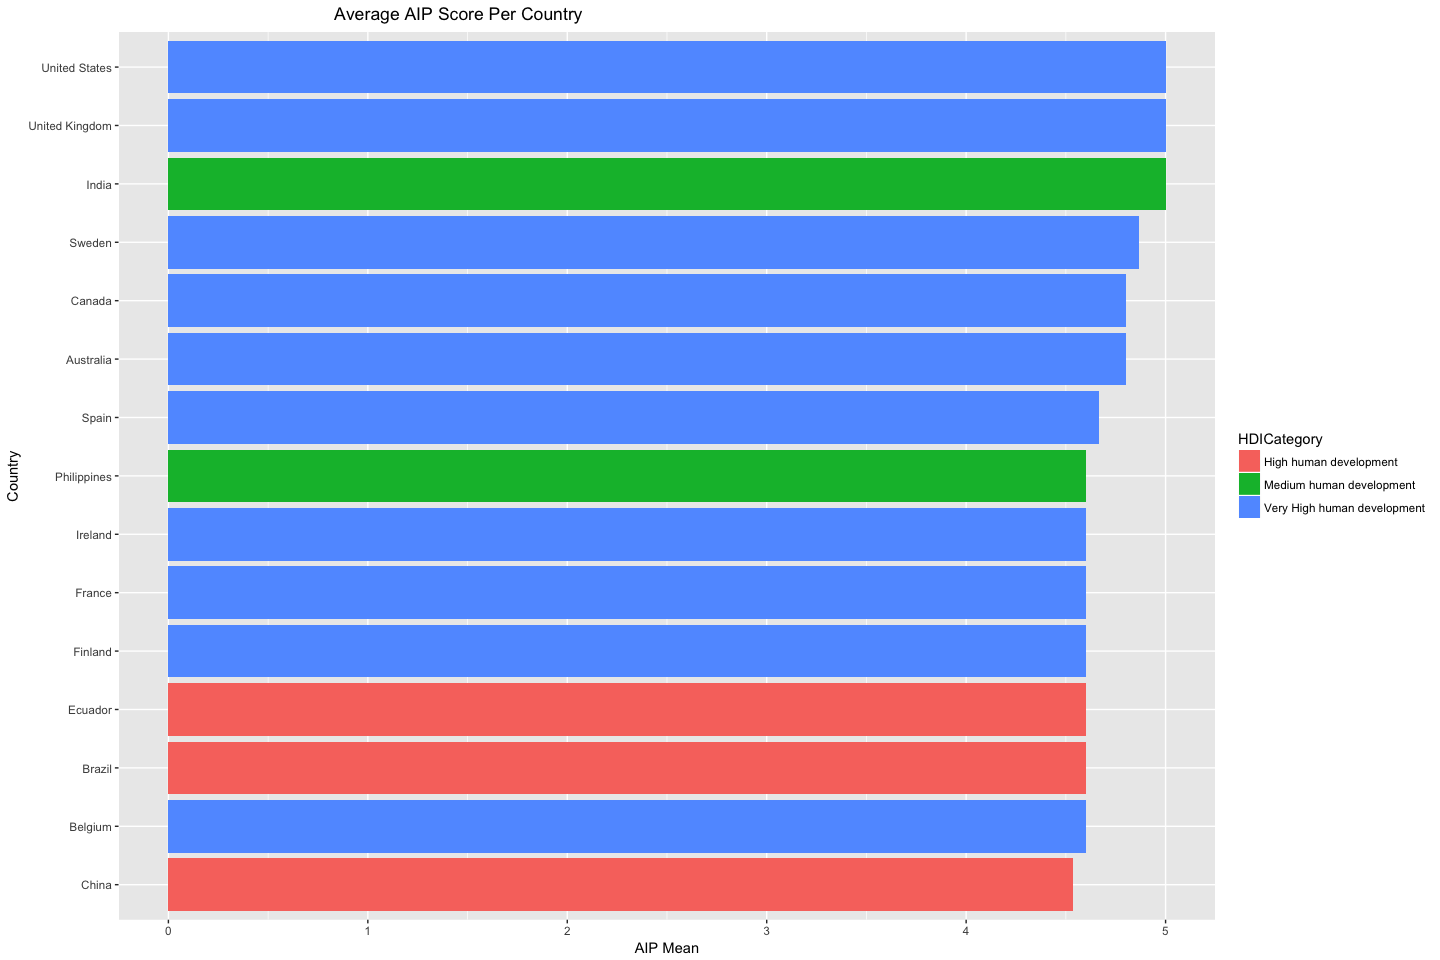 Average AIP Score Per Country
United States
United Kingdom
India
Sweden
Canada
Australia
Spain
Philippines
Ireland
France
Finland
Ecuador
Brazil
Belgium
China
Country
0 1 2 3 4 5
AIP Mean
HDICategory
High human development
Medium human development
Very High human development